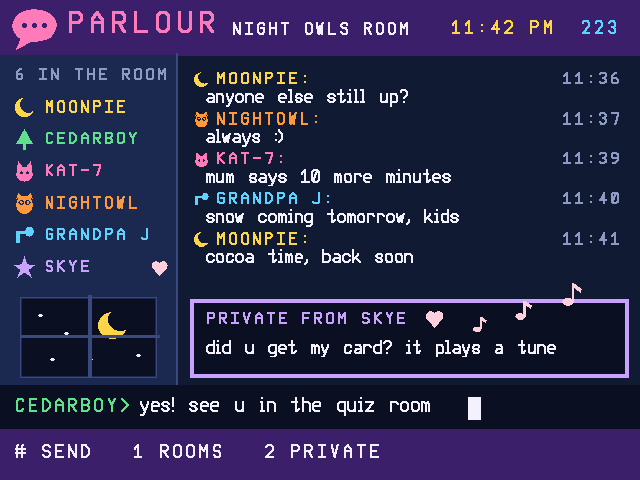 PARLOUR NIGHT OWLS ROOM 11:42 PM 223
6 IN THE ROOM
MOONPIE
CEDARBOY
KAT-7
NIGHTOWL
GRANDPA J
SKYE
MOONPIE: 11:36
anyone else still up?
NIGHTOWL: 11:37
always :)
KAT-7: 11:39
mum says 10 more minutes
GRANDPA J: 11:40
snow coming tomorrow, kids
MOONPIE: 11:41
cocoa time, back soon
PRIVATE FROM SKYE
did u get my card? it plays a tune
CEDARBOY> yes! see u in the quiz room
# SEND 1 ROOMS 2 PRIVATE